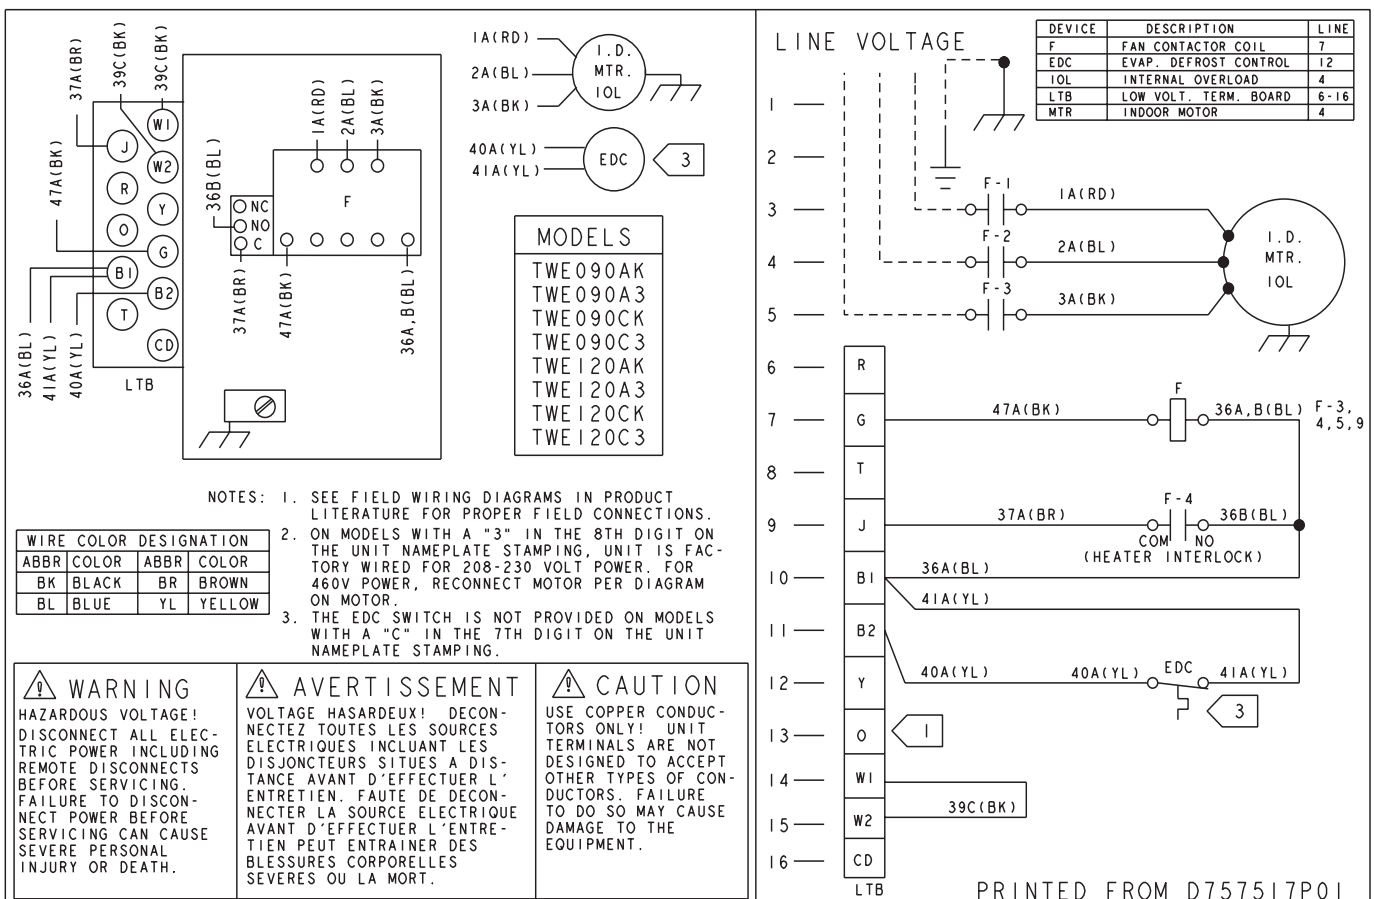 37A(BR)
39C(BK)
39C(BK)
47A(BK)
36A(BL)
41A(YL)
40A(YL)
W1
J
W2
R
Y
O
G
B1
B2
T
CD
LTB
36B(BL)
1A(RD)
2A(BL)
3A(BK)
F
NC
NO
C
37A(BR)
47A(BK)
36A,B(BL)
1A(RD)
2A(BL)
3A(BK)
I.D.
MTR.
IOL
40A(YL)
41A(YL)
EDC
3
MODELS
TWE090AK
TWE090A3
TWE090CK
TWE090C3
TWE120AK
TWE120A3
TWE120CK
TWE120C3
NOTES: 1. SEE FIELD WIRING DIAGRAMS IN PRODUCT
LITERATURE FOR PROPER FIELD CONNECTIONS.
2. ON MODELS WITH A "3" IN THE 8TH DIGIT ON
THE UNIT NAMEPLATE STAMPING, UNIT IS FAC-
TORY WIRED FOR 208-230 VOLT POWER. FOR
460V POWER, RECONNECT MOTOR PER DIAGRAM
ON MOTOR.
3. THE EDC SWITCH IS NOT PROVIDED ON MODELS
WITH A "C" IN THE 7TH DIGIT ON THE UNIT
NAMEPLATE STAMPING.
WIRE COLOR DESIGNATION
ABBR COLOR ABBR COLOR
BK BLACK BR BROWN
BL BLUE YL YELLOW
WARNING
HAZARDOUS VOLTAGE!
DISCONNECT ALL ELEC-
TRIC POWER INCLUDING
REMOTE DISCONNECTS
BEFORE SERVICING.
FAILURE TO DISCON-
NECT POWER BEFORE
SERVICING CAN CAUSE
SEVERE PERSONAL
INJURY OR DEATH.
AVERTISSEMENT
VOLTAGE HASARDEUX! DECON-
NECTEZ TOUTES LES SOURCES
ELECTRIQUES INCLUANT LES
DISJONCTEURS SITUES A DIS-
TANCE AVANT D'EFFECTUER L'
ENTRETIEN. FAUTE DE DECON-
NECTER LA SOURCE ELECTRIQUE
AVANT D'EFFECTUER L'ENTRE-
TIEN PEUT ENTRAINER DES
BLESSURES CORPORELLES
SEVERES OU LA MORT.
CAUTION
USE COPPER CONDUC-
TORS ONLY! UNIT
TERMINALS ARE NOT
DESIGNED TO ACCEPT
OTHER TYPES OF CON-
DUCTORS. FAILURE
TO DO SO MAY CAUSE
DAMAGE TO THE
EQUIPMENT.
LINE VOLTAGE
DEVICE DESCRIPTION LINE
F FAN CONTACTOR COIL 7
EDC EVAP. DEFROST CONTROL 12
IOL INTERNAL OVERLOAD 4
LTB LOW VOLT. TERM. BOARD 6-16
MTR INDOOR MOTOR 4
1
2
3 F-1 1A(RD)
4 F-2 2A(BL)
5 F-3 3A(BK)
I.D.
MTR.
IOL
6 R
7 G 47A(BK) F 36A,B(BL) F-3,
4,5,9
8 T
9 J 37A(BR) F-4 36B(BL)
COM NO
(HEATER INTERLOCK)
10 B1 36A(BL)
41A(YL)
11 B2
12 Y 40A(YL) 40A(YL) EDC 41A(YL)
3
13 O 1
14 W1
39C(BK)
15 W2
16 CD
LTB
PRINTED FROM D757517P01